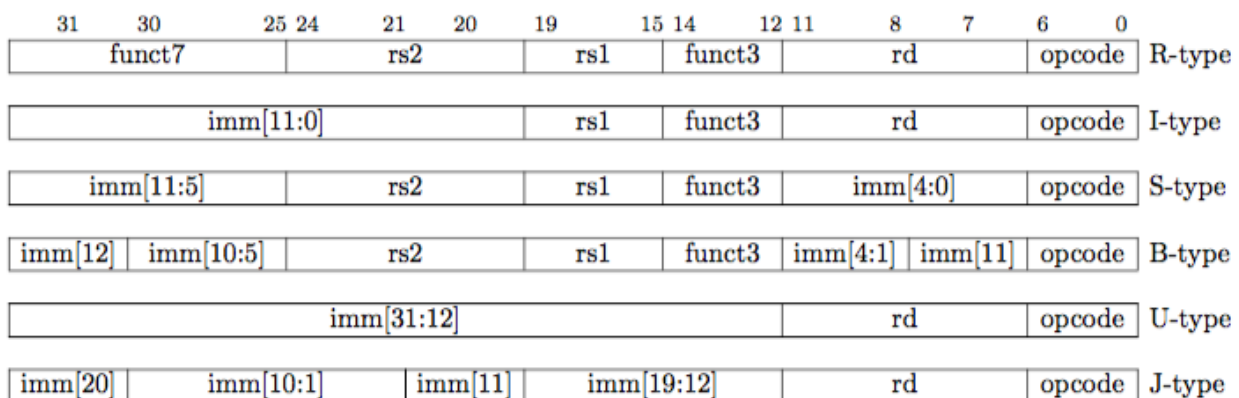 31 30 25 24 21 20 19 15 14 12 11 8 7 6 0
funct7 rs2 rs1 funct3 rd opcode R-type
imm[11:0] rs1 funct3 rd opcode I-type
imm[11:5] rs2 rs1 funct3 imm[4:0] opcode S-type
imm[12] imm[10:5] rs2 rs1 funct3 imm[4:1] imm[11] opcode B-type
imm[31:12] rd opcode U-type
imm[20] imm[10:1] imm[11] imm[19:12] rd opcode J-type